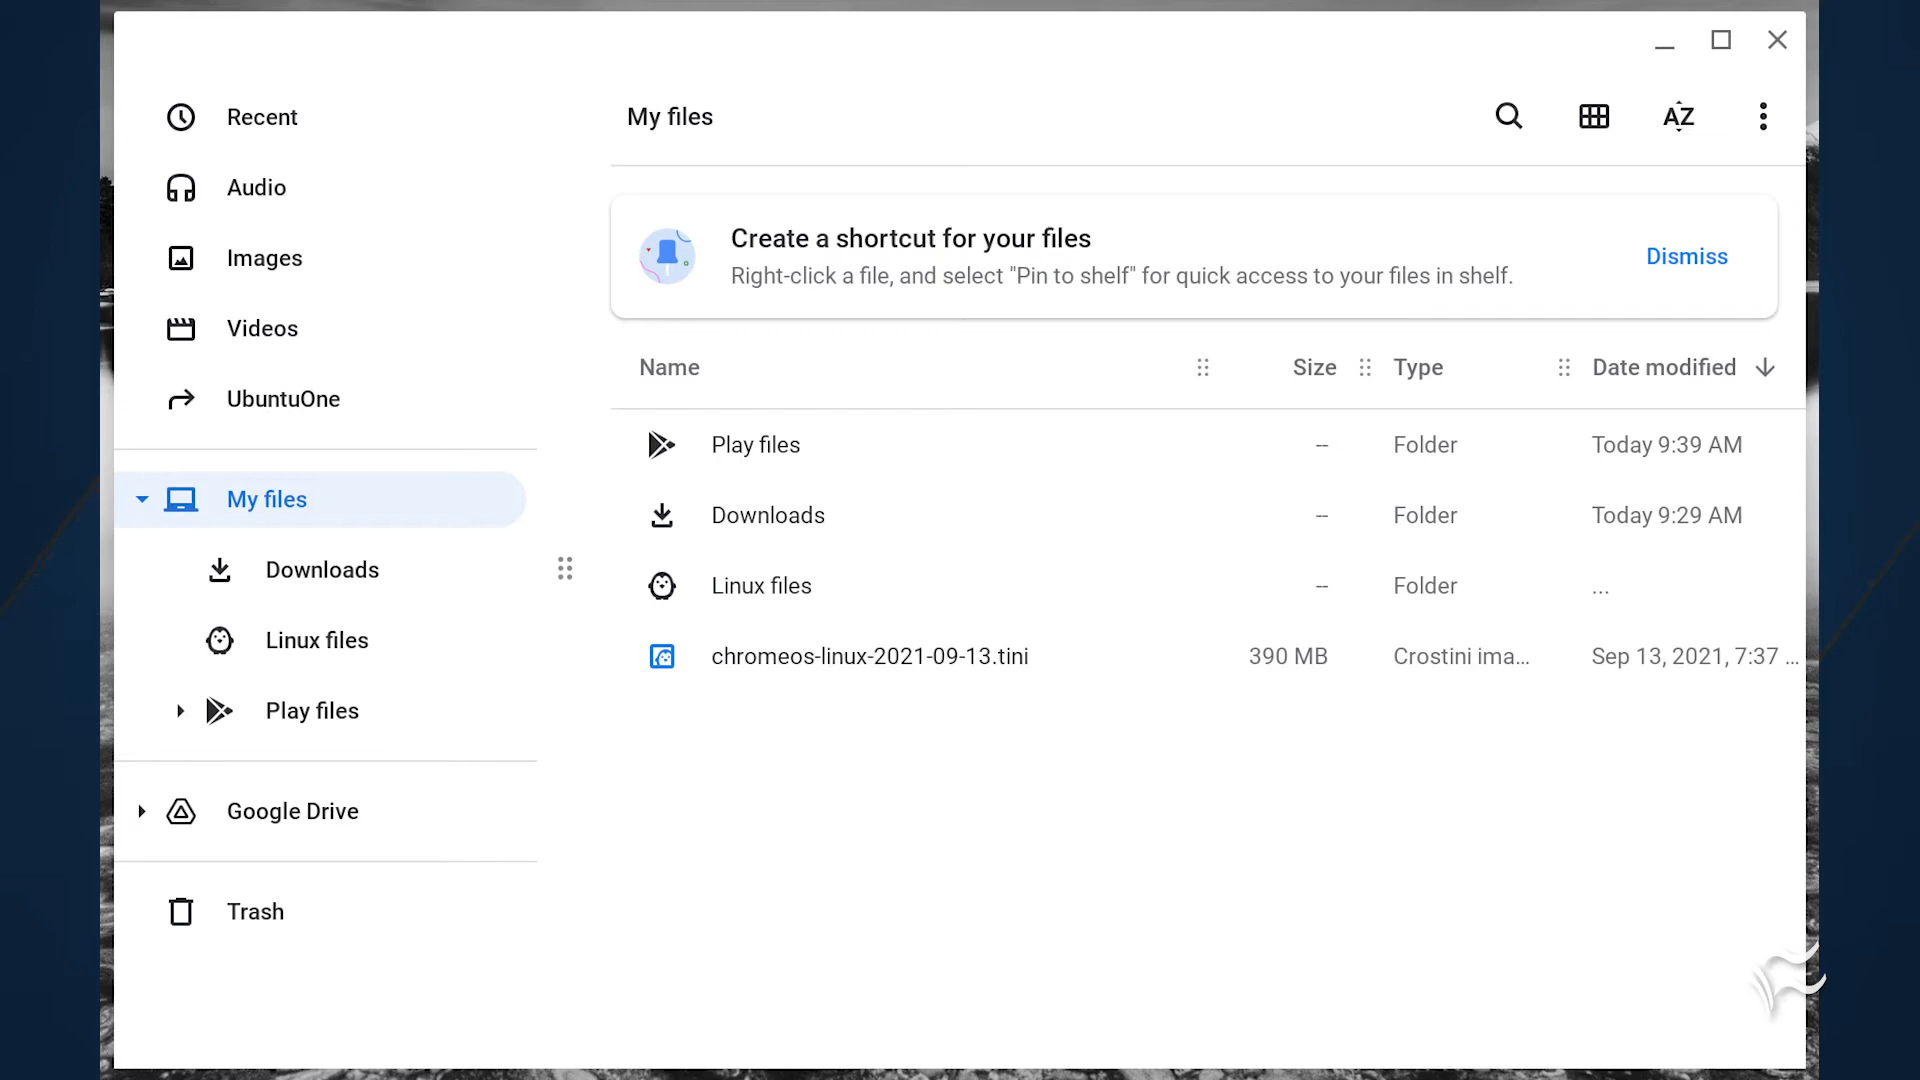 Recent
Audio
Images
Videos
UbuntuOne
My files
Downloads
Linux files
Play files
Google Drive
Trash
My files
AZ
Create a shortcut for your files
Right-click a file, and select "Pin to shelf" for quick access to your files in shelf.
Dismiss
Name Size Type Date modified
Play files -- Folder Today 9:39 AM
Downloads -- Folder Today 9:29 AM
Linux files -- Folder ...
chromeos-linux-2021-09-13.tini 390 MB Crostini ima... Sep 13, 2021, 7:37 ...